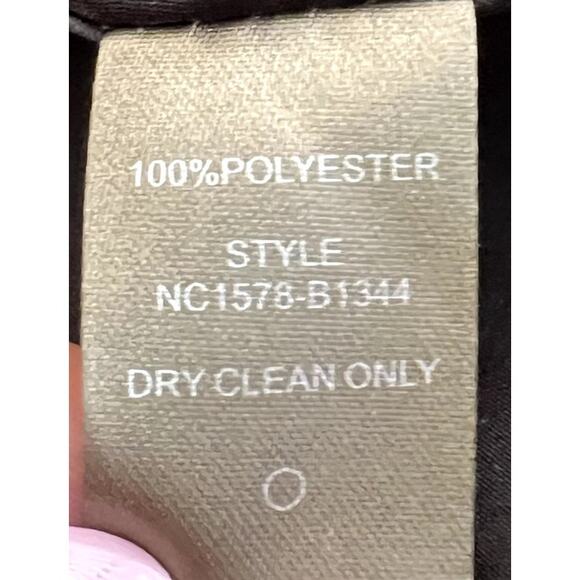 100%POLYESTER
STYLE
NC1578-B1344
DRY CLEAN ONLY